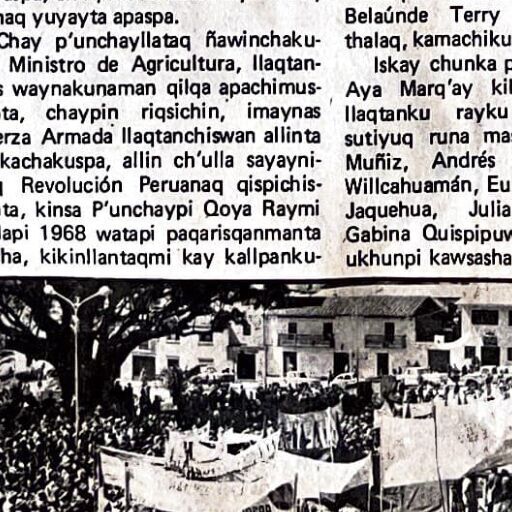 naq yuyayta apaspa.
Chay p'unchayllataq ñawinchaku-
Ministro de Agricultura, llaqtan-
s waynakunaman qilqa apachimus-
ta, chaypin riqsichin, imaynas
erza Armada llaqtanchiswan allinta
kachakuspa, allin ch'ulla sayayni-
q Revolución Peruanaq qispichis-
ta, kinsa P'unchaypi Qoya Raymi
lapi 1968 watapi paqarisqanmanta
ha, kikinllantaqmi kay kallpanku-
Belaúnde Terry
thalaq, kamachiku
Iskay chunka p
Aya Marq'ay kil
llaqtanku rayku
sutiyuq runa mas
Muñiz, Andrés
Willcahuamán, Eu
Jaquehua, Julia
Gabina Quispipuw
ukhunpi kawsasha